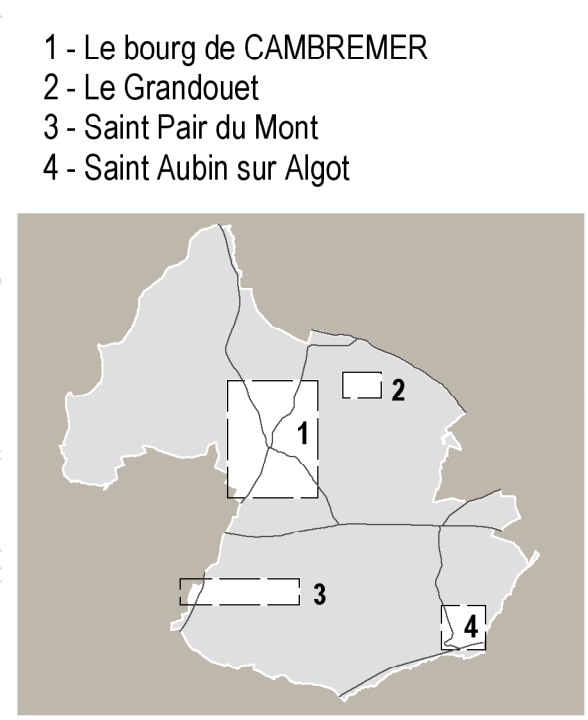 1 - Le bourg de CAMBREMER
2 - Le Grandouet
3 - Saint Pair du Mont
4 - Saint Aubin sur Algot
2
1
3
4